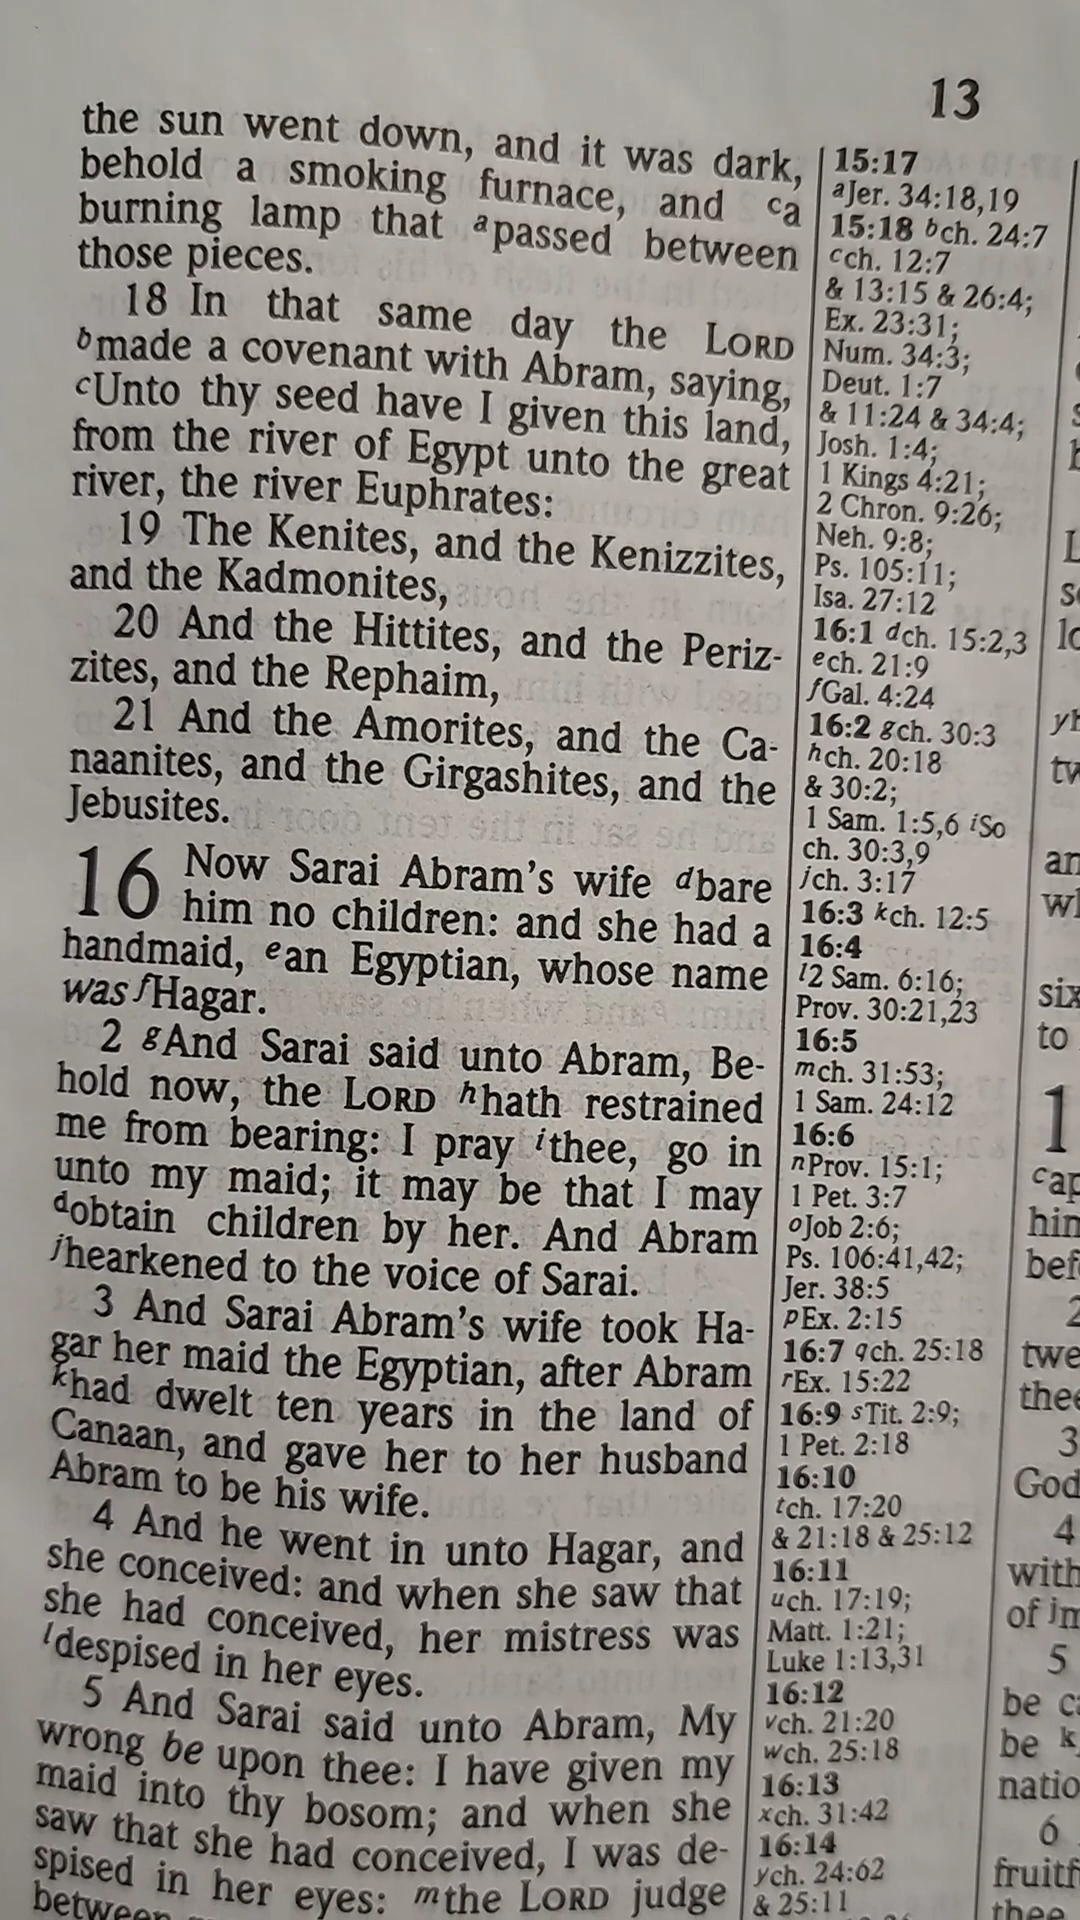 13
the sun went down, and it was dark,
behold a smoking furnace, and ca
burning lamp that apassed between
those pieces.
18 In that same day the LORD
bmade a covenant with Abram, saying,
cUnto thy seed have I given this land,
from the river of Egypt unto the great
river, the river Euphrates:
19 The Kenites, and the Kenizzites,
and the Kadmonites,
20 And the Hittites, and the Periz-
zites, and the Rephaim,
21 And the Amorites, and the Ca-
naanites, and the Girgashites, and the
Jebusites.
16 Now Sarai Abram's wife dbare
him no children: and she had a
handmaid, ean Egyptian, whose name
was fHagar.
2 gAnd Sarai said unto Abram, Be-
hold now, the LORD hhath restrained
me from bearing: I pray ithee, go in
unto my maid; it may be that I may
dobtain children by her. And Abram
jhearkened to the voice of Sarai.
3 And Sarai Abram's wife took Ha-
gar her maid the Egyptian, after Abram
khad dwelt ten years in the land of
Canaan, and gave her to her husband
Abram to be his wife.
4 And he went in unto Hagar, and
she conceived: and when she saw that
she had conceived, her mistress was
ldespised in her eyes.
5 And Sarai said unto Abram, My
wrong be upon thee: I have given my
maid into thy bosom; and when she
saw that she had conceived, I was de-
spised in her eyes: mthe LORD judge
between
15:17
aJer. 34:18,19
15:18 bch. 24:7
cch. 12:7
& 13:15 & 26:4;
Ex. 23:31;
Num. 34:3;
Deut. 1:7
& 11:24 & 34:4;
Josh. 1:4;
1 Kings 4:21;
2 Chron. 9:26;
Neh. 9:8;
Ps. 105:11;
Isa. 27:12
16:1 dch. 15:2,3
ech. 21:9
fGal. 4:24
16:2 gch. 30:3
hch. 20:18
& 30:2;
1 Sam. 1:5,6 iSo
ch. 30:3,9
jch. 3:17
16:3 kch. 12:5
16:4
l2 Sam. 6:16;
Prov. 30:21,23
16:5
mch. 31:53;
1 Sam. 24:12
16:6
nProv. 15:1;
1 Pet. 3:7
oJob 2:6;
Ps. 106:41,42;
Jer. 38:5
pEx. 2:15
16:7 qch. 25:18
rEx. 15:22
16:9 sTit. 2:9;
1 Pet. 2:18
16:10
tch. 17:20
& 21:18 & 25:12
16:11
uch. 17:19;
Matt. 1:21;
Luke 1:13,31
16:12
vch. 21:20
wch. 25:18
16:13
xch. 31:42
16:14
ych. 24:62
& 25:11
six
to
1
him
twe
thee
3
God
4
with
of
5
be
be k
natio
6
thee